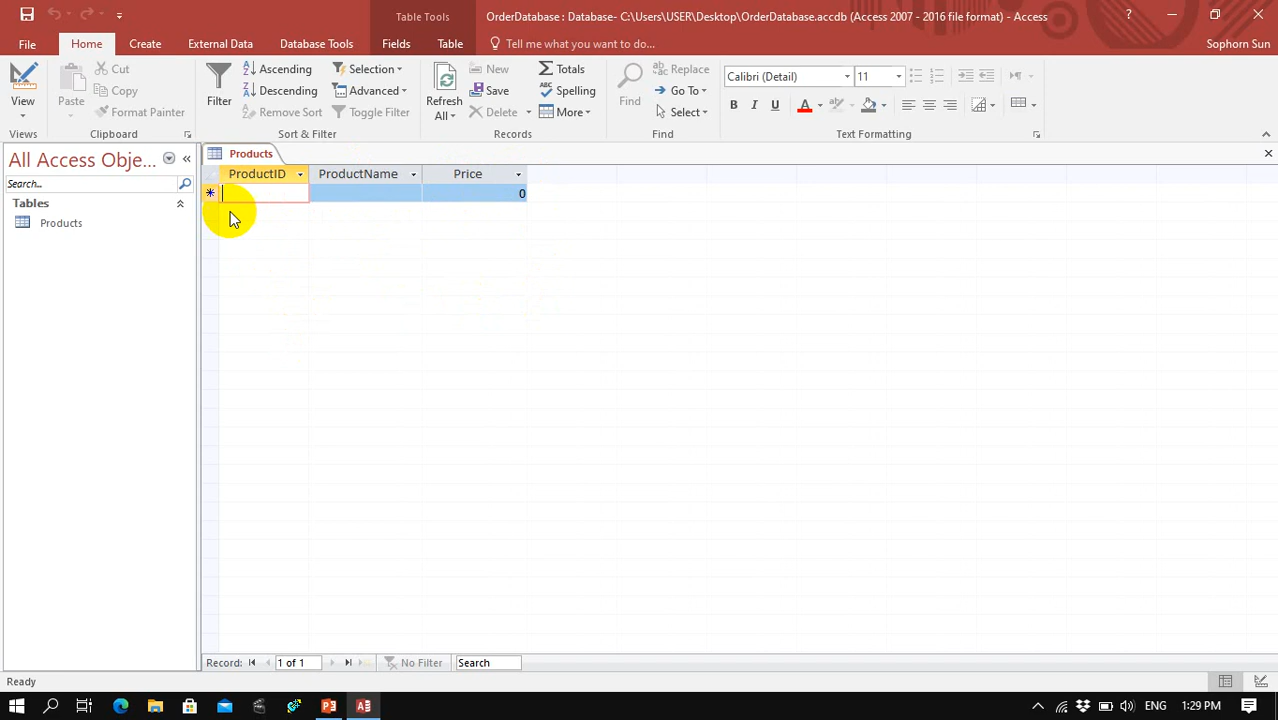 Table Tools
OrderDatabase : Database- C:\Users\USER\Desktop\OrderDatabase.accdb (Access 2007 - 2016 file format) - Access
?
File Home Create External Data Database Tools Fields Table Tell me what you want to do... Sophorn Sun
View
Views
Paste
Cut
Copy
Format Painter
Clipboard
Filter
Ascending
Descending
Remove Sort
Selection
Advanced
Toggle Filter
Sort & Filter
Refresh
All
New
Save
Delete
Totals
Spelling
More
Records
Find
Replace
Go To
Select
Find
Calibri (Detail) 11
B I U A ab
Text Formatting
All Access Obje...
Search...
Tables
Products
Products
ProductID ProductName Price
0
Record: 1 of 1 No Filter Search
Ready
ENG 1:29 PM